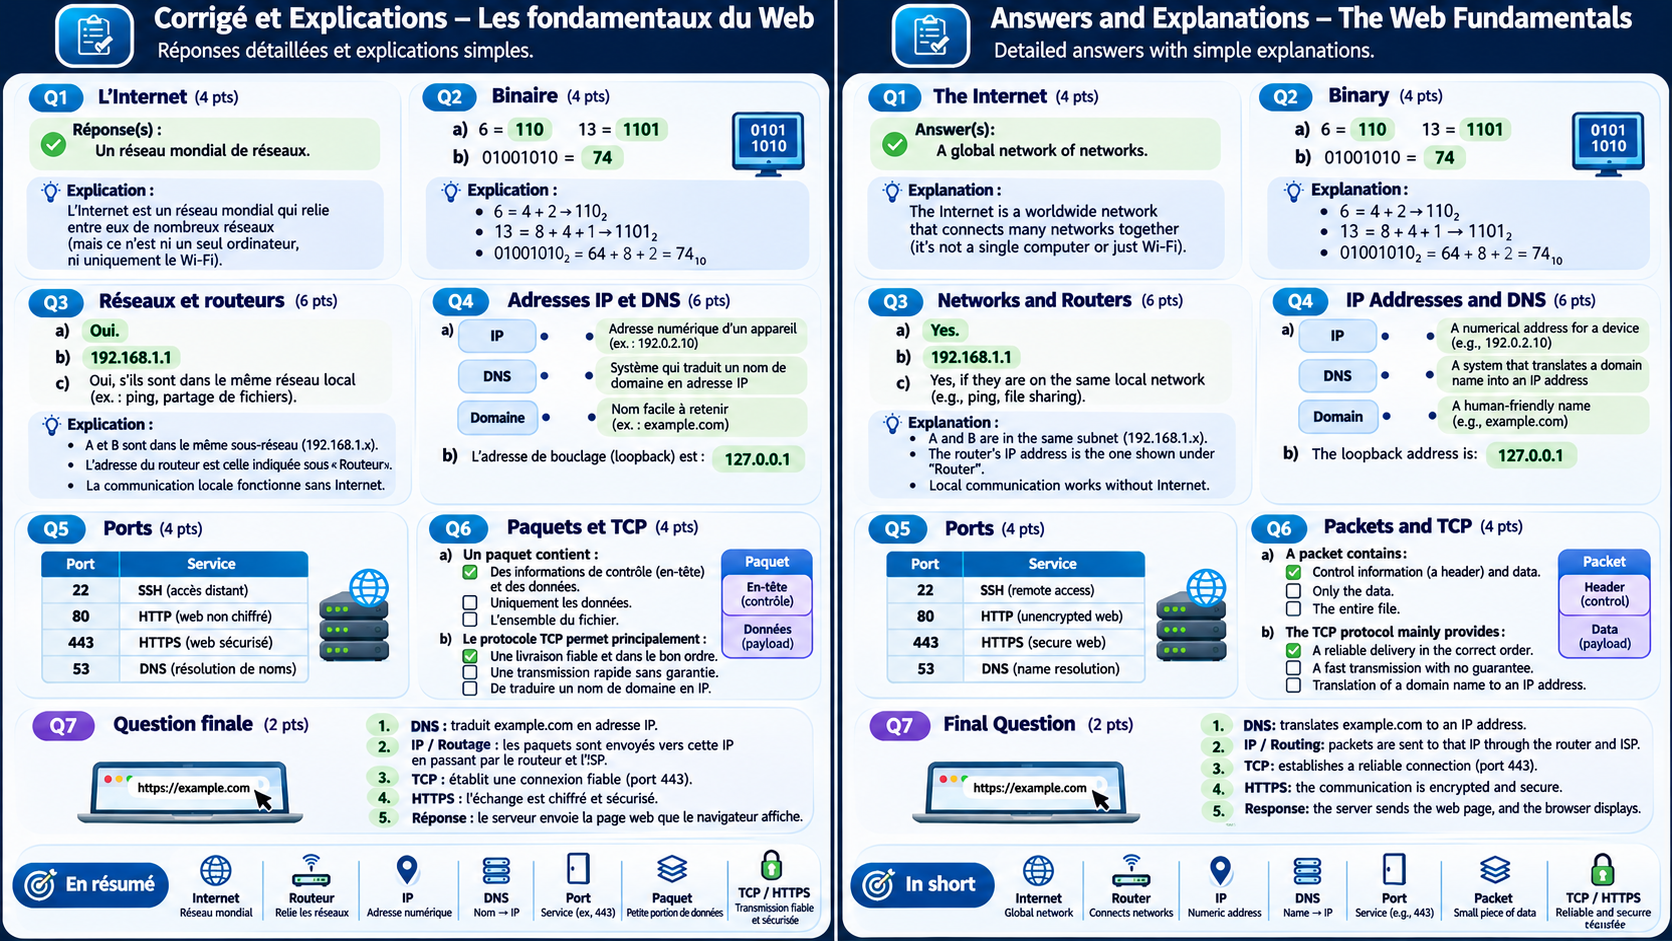 Corrigé et Explications – Les fondamentaux du Web
Réponses détaillées et explications simples.
Q1 L'Internet (4 pts)
Réponse(s) :
Un réseau mondial de réseaux.
Explication :
L'Internet est un réseau mondial qui relie
entre eux de nombreux réseaux
(mais ce n'est ni un seul ordinateur,
ni uniquement le Wi-Fi).
Q2 Binaire (4 pts)
a) 6 = 110 13 = 1101
b) 01001010 = 74
0101
1010
Explication :
• 6 = 4 + 2 → 110₂
• 13 = 8 + 4 + 1 → 1101₂
• 01001010₂ = 64 + 8 + 2 = 74₁₀
Q3 Réseaux et routeurs (6 pts)
a) Oui.
b) 192.168.1.1
c) Oui, s'ils sont dans le même réseau local
(ex. : ping, partage de fichiers).
Explication :
• A et B sont dans le même sous-réseau (192.168.1.x).
• L'adresse du routeur est celle indiquée sous « Routeur».
• La communication locale fonctionne sans Internet.
Q4 Adresses IP et DNS (6 pts)
a) IP • • Adresse numérique d'un appareil
(ex. : 192.0.2.10)
DNS • • Système qui traduit un nom de
domaine en adresse IP
Domaine • • Nom facile à retenir
(ex. : example.com)
b) L'adresse de bouclage (loopback) est : 127.0.0.1
Q5 Ports (4 pts)
Port Service
22 SSH (accès distant)
80 HTTP (web non chiffré)
443 HTTPS (web sécurisé)
53 DNS (résolution de noms)
Q6 Paquets et TCP (4 pts)
a) Un paquet contient :
Des informations de contrôle (en-tête)
et des données.
Uniquement les données.
L'ensemble du fichier.
b) Le protocole TCP permet principalement :
Une livraison fiable et dans le bon ordre.
Une transmission rapide sans garantie.
De traduire un nom de domaine en IP.
Paquet
En-tête
(contrôle)
Données
(payload)
Q7 Question finale (2 pts)
https://example.com
1. DNS : traduit example.com en adresse IP.
2. IP / Routage : les paquets sont envoyés vers cette IP
en passant par le routeur et l'ISP.
3. TCP : établit une connexion fiable (port 443).
4. HTTPS : l'échange est chiffré et sécurisé.
5. Réponse : le serveur envoie la page web que le navigateur affiche.
En résumé
Internet
Réseau mondial
Routeur
Relie les réseaux
IP
Adresse numérique
DNS
Nom → IP
Port
Service (ex, 443)
Paquet
Petite portion de données
TCP / HTTPS
Transmission fiable
et sécurisée
Answers and Explanations – The Web Fundamentals
Detailed answers with simple explanations.
Q1 The Internet (4 pts)
Answer(s):
A global network of networks.
Explanation :
The Internet is a worldwide network
that connects many networks together
(it's not a single computer or just Wi-Fi).
Q2 Binary (4 pts)
a) 6 = 110 13 = 1101
b) 01001010 = 74
0101
1010
Explanation :
• 6 = 4 + 2 → 110₂
• 13 = 8 + 4 + 1 → 1101₂
• 01001010₂ = 64 + 8 + 2 = 74₁₀
Q3 Networks and Routers (6 pts)
a) Yes.
b) 192.168.1.1
c) Yes, if they are on the same local network
(e.g., ping, file sharing).
Explanation :
• A and B are in the same subnet (192.168.1.x).
• The router's IP address is the one shown under
"Router".
• Local communication works without Internet.
Q4 IP Addresses and DNS (6 pts)
a) IP • • A numerical address for a device
(e.g., 192.0.2.10)
DNS • • A system that translates a domain
name into an IP address
Domain • • A human-friendly name
(e.g., example.com)
b) The loopback address is: 127.0.0.1
Q5 Ports (4 pts)
Port Service
22 SSH (remote access)
80 HTTP (unencrypted web)
443 HTTPS (secure web)
53 DNS (name resolution)
Q6 Packets and TCP (4 pts)
a) A packet contains :
Control information (a header) and data.
Only the data.
The entire file.
b) The TCP protocol mainly provides :
A reliable delivery in the correct order.
A fast transmission with no guarantee.
Translation of a domain name to an IP address.
Packet
Header
(control)
Data
(payload)
Q7 Final Question (2 pts)
https://example.com
1. DNS: translates example.com to an IP address.
2. IP / Routing: packets are sent to that IP through the router and ISP.
3. TCP: establishes a reliable connection (port 443).
4. HTTPS: the communication is encrypted and secure.
5. Response: the server sends the web page, and the browser displays.
In short
Internet
Global network
Router
Connects networks
IP
Numeric address
DNS
Name → IP
Port
Service (e.g., 443)
Packet
Small piece of data
TCP / HTTPS
Reliable and securre